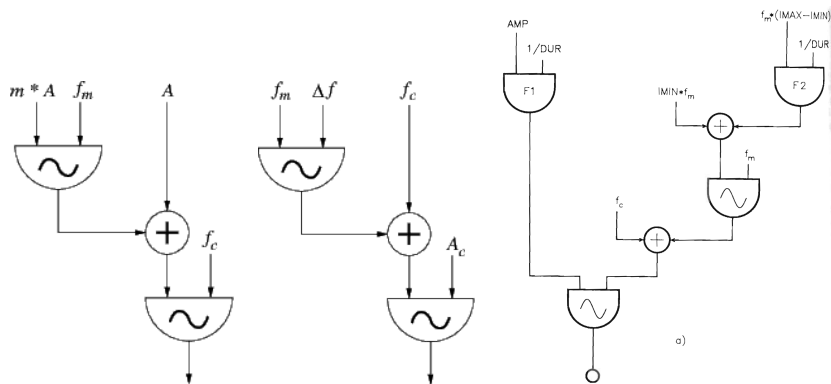 m * A
f_m
A
f_c
f_m
Δf
f_c
A_c
AMP
1/DUR
F1
f_m*(IMAX-IMIN)
1/DUR
F2
IMIN*f_m
f_m
f_c
a)